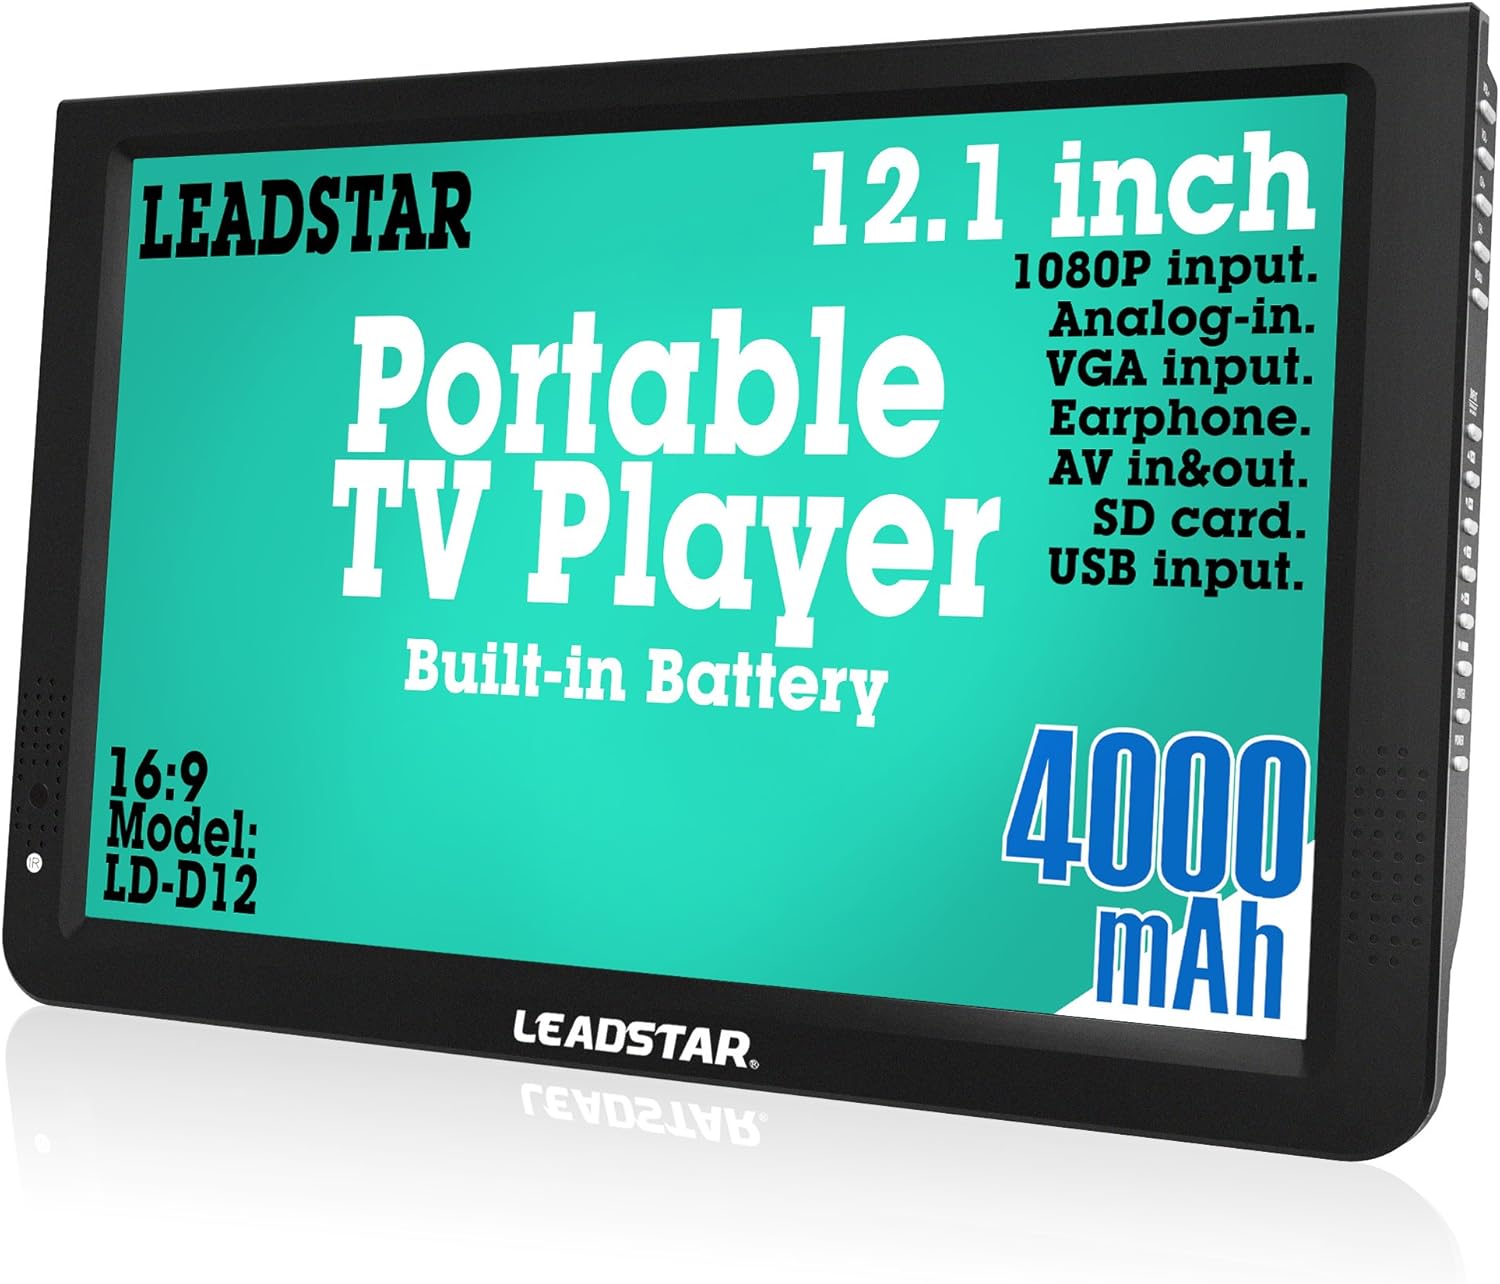 LEADSTAR
12.1 inch
1080P input.
Analog-in.
VGA input.
Earphone.
AV in&out.
SD card.
USB input.
Portable
TV Player
Built-in Battery
16:9
Model:
LD-D12
4000
mAh
IR
LEADSTAR®